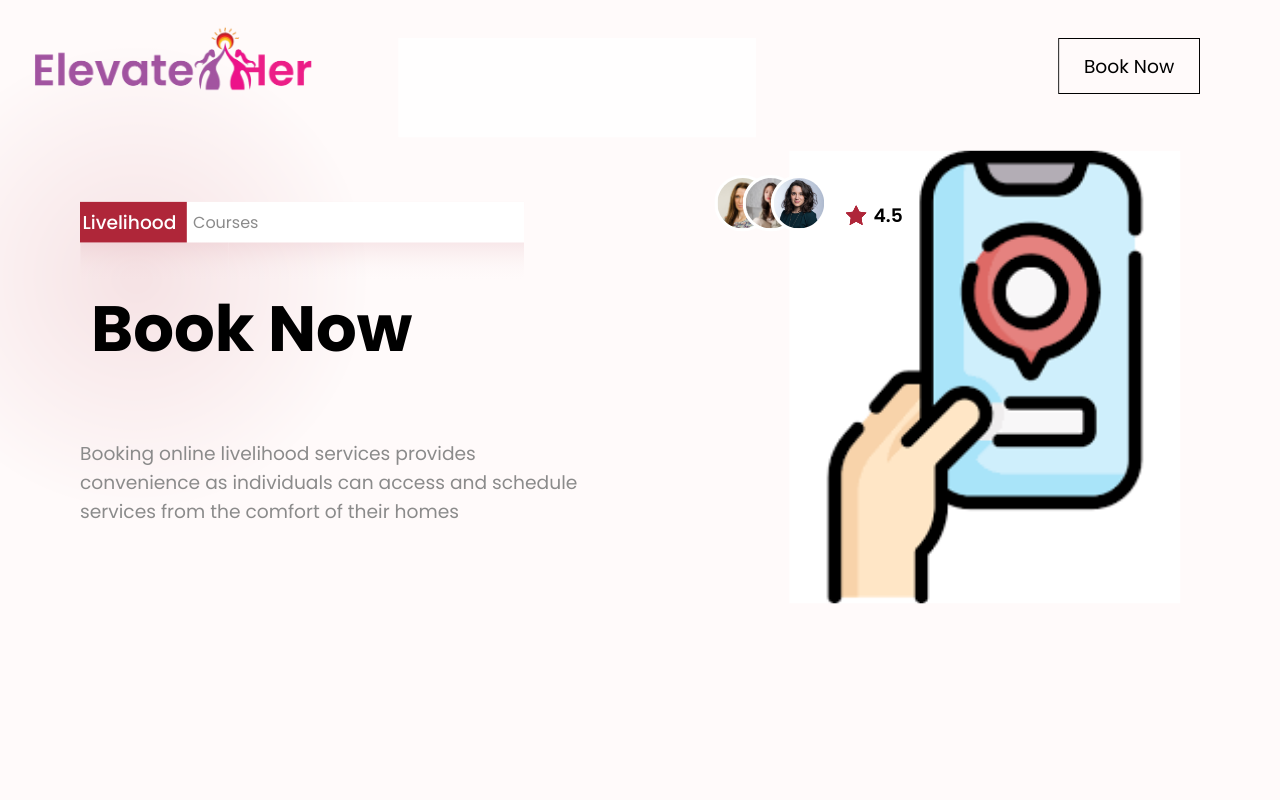 ElevateHer
Book Now
Livelihood
Courses
4.5
Book Now
Booking online livelihood services provides
convenience as individuals can access and schedule
services from the comfort of their homes